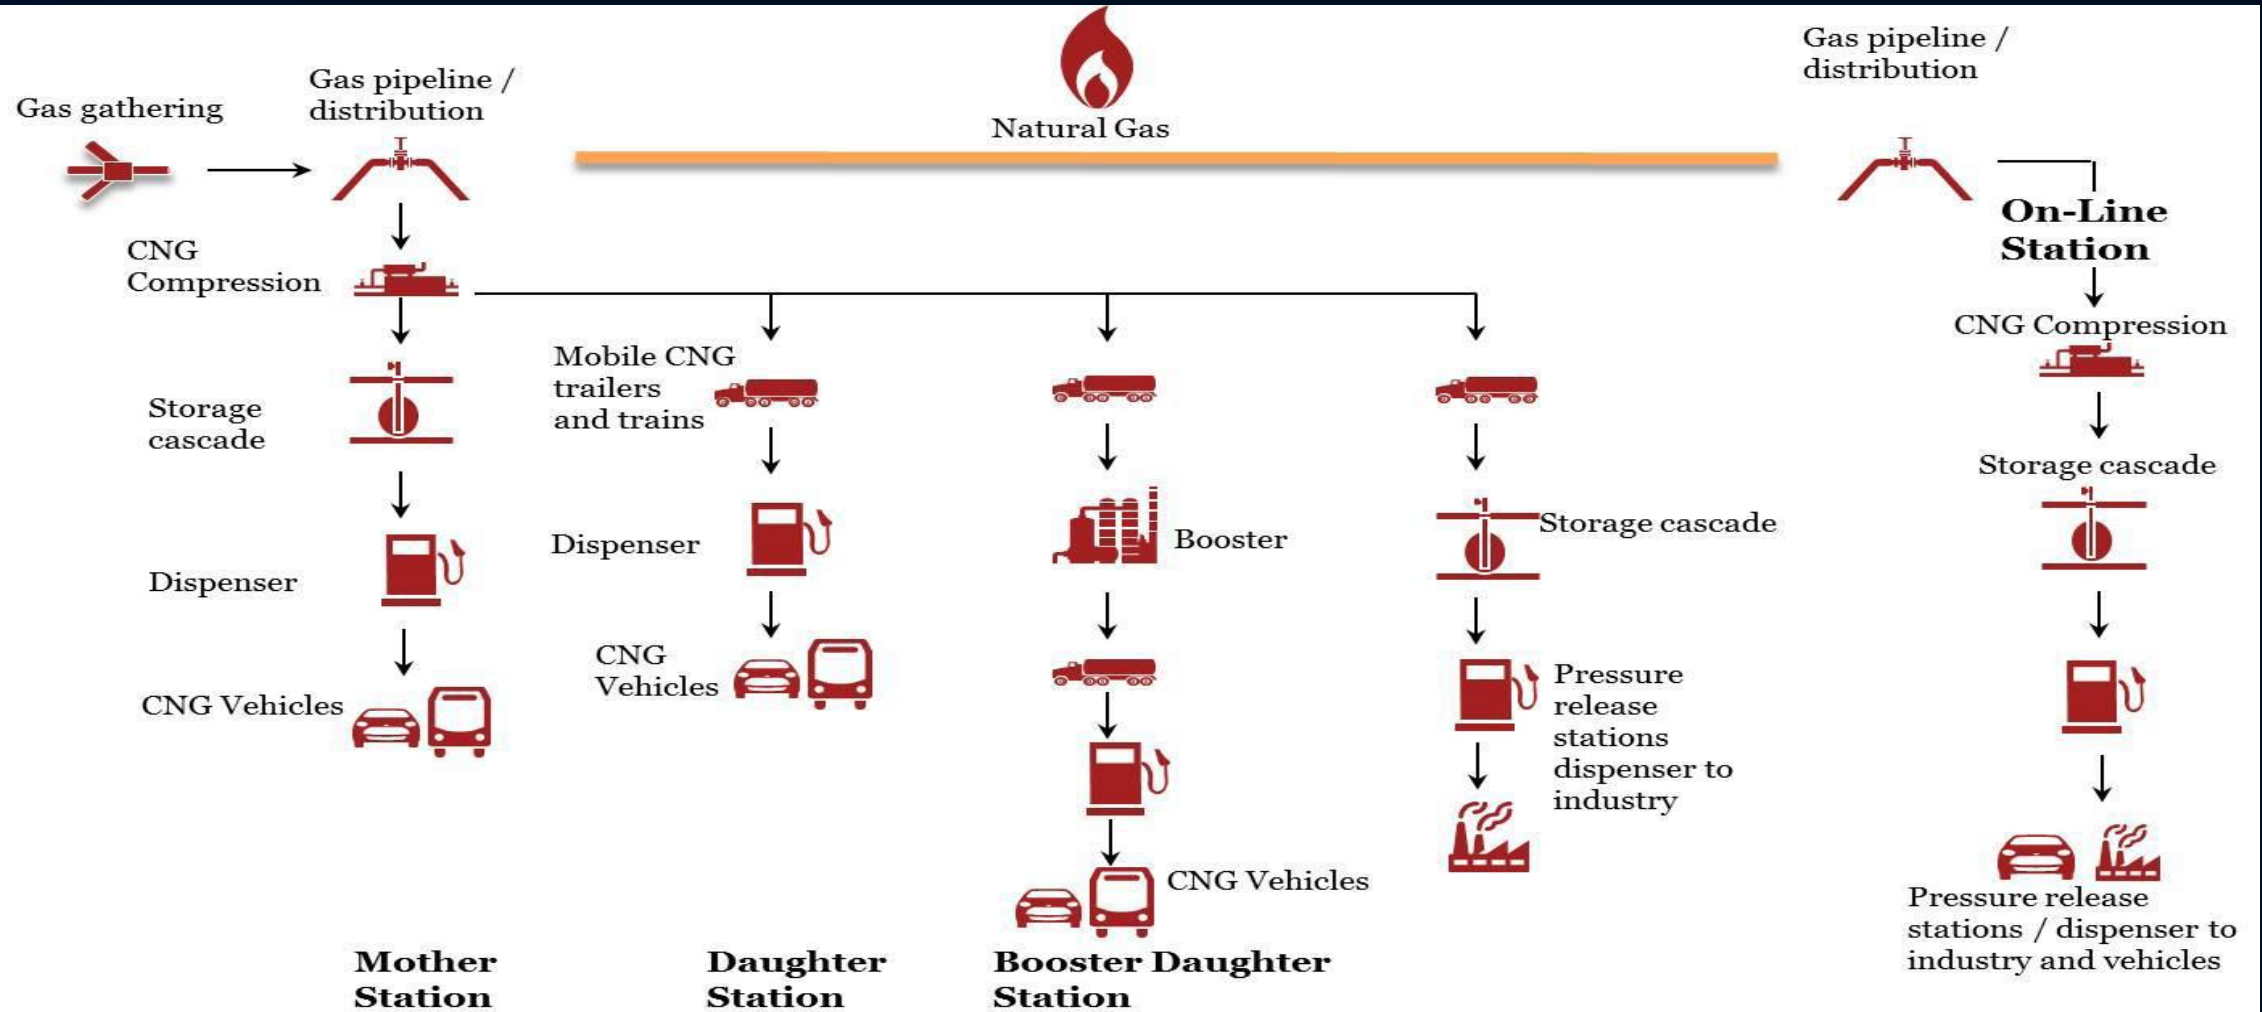 Gas gathering
Gas pipeline /
distribution
Natural Gas
Gas pipeline /
distribution
On-Line
Station
CNG
Compression
CNG Compression
Mobile CNG
trailers
and trains
Storage
cascade
Storage cascade
Storage cascade
Dispenser
Dispenser
Booster
CNG
Vehicles
CNG Vehicles
Pressure
release
stations
dispenser to
industry
CNG Vehicles
Pressure release
stations / dispenser to
industry and vehicles
Mother
Station
Daughter
Station
Booster Daughter
Station